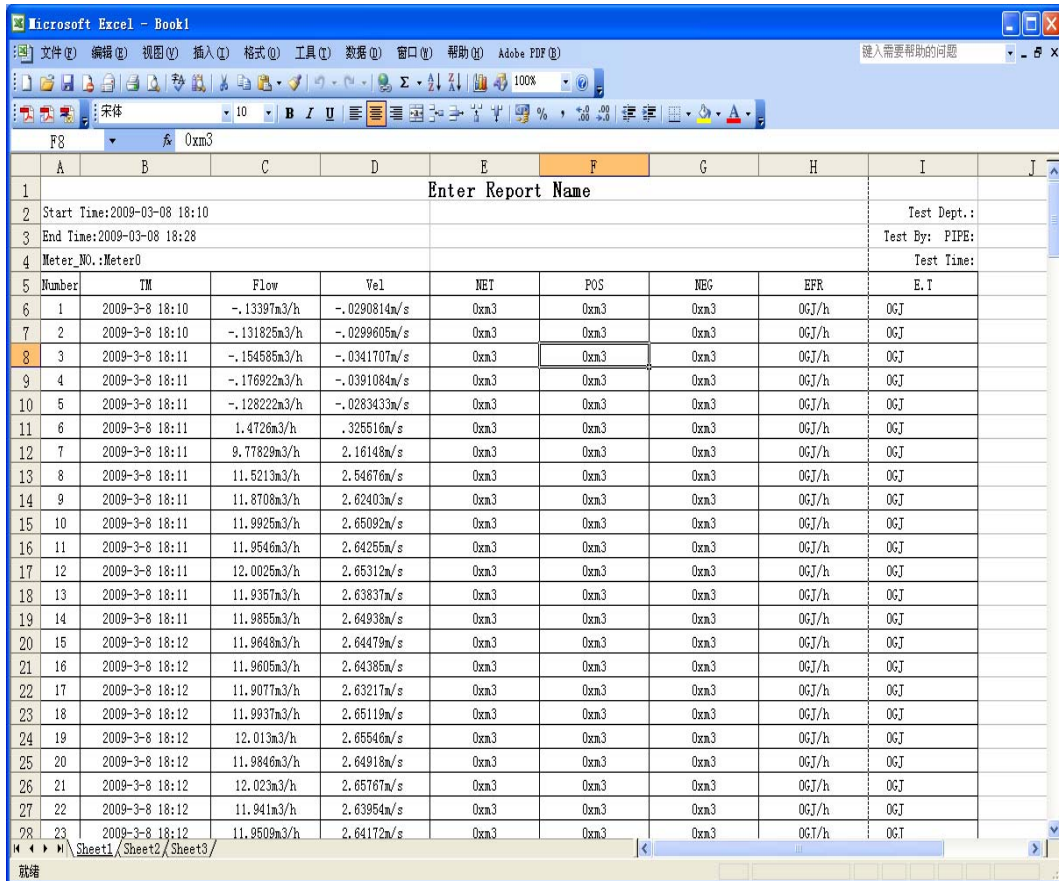 Microsoft Excel - Book1
文件(F) 编辑(E) 视图(V) 插入(I) 格式(O) 工具(T) 数据(D) 窗口(W) 帮助(H) Adobe PDF(B) 键入需要帮助的问题
100%
宋体 10 B I U
F8 fx 0xm3
A B C D E F G H I J
1 Enter Report Name
2 Start Time:2009-03-08 18:10 Test Dept.:
3 End Time:2009-03-08 18:28 Test By: PIPE:
4 Meter_NO.:Meter0 Test Time:
5 Number TM Flow Vel NET POS NEG EFR E.T
6 1 2009-3-8 18:10 -.13397m3/h -.0290814m/s 0xm3 0xm3 0xm3 0GJ/h 0GJ
7 2 2009-3-8 18:10 -.131825m3/h -.0299605m/s 0xm3 0xm3 0xm3 0GJ/h 0GJ
8 3 2009-3-8 18:11 -.154585m3/h -.0341707m/s 0xm3 0xm3 0xm3 0GJ/h 0GJ
9 4 2009-3-8 18:11 -.176922m3/h -.0391084m/s 0xm3 0xm3 0xm3 0GJ/h 0GJ
10 5 2009-3-8 18:11 -.128222m3/h -.0283433m/s 0xm3 0xm3 0xm3 0GJ/h 0GJ
11 6 2009-3-8 18:11 1.4726m3/h .325516m/s 0xm3 0xm3 0xm3 0GJ/h 0GJ
12 7 2009-3-8 18:11 9.77829m3/h 2.16148m/s 0xm3 0xm3 0xm3 0GJ/h 0GJ
13 8 2009-3-8 18:11 11.5213m3/h 2.54676m/s 0xm3 0xm3 0xm3 0GJ/h 0GJ
14 9 2009-3-8 18:11 11.8708m3/h 2.62403m/s 0xm3 0xm3 0xm3 0GJ/h 0GJ
15 10 2009-3-8 18:11 11.9925m3/h 2.65092m/s 0xm3 0xm3 0xm3 0GJ/h 0GJ
16 11 2009-3-8 18:11 11.9546m3/h 2.64255m/s 0xm3 0xm3 0xm3 0GJ/h 0GJ
17 12 2009-3-8 18:11 12.0025m3/h 2.65312m/s 0xm3 0xm3 0xm3 0GJ/h 0GJ
18 13 2009-3-8 18:11 11.9357m3/h 2.63837m/s 0xm3 0xm3 0xm3 0GJ/h 0GJ
19 14 2009-3-8 18:11 11.9855m3/h 2.64938m/s 0xm3 0xm3 0xm3 0GJ/h 0GJ
20 15 2009-3-8 18:12 11.9648m3/h 2.64479m/s 0xm3 0xm3 0xm3 0GJ/h 0GJ
21 16 2009-3-8 18:12 11.9605m3/h 2.64385m/s 0xm3 0xm3 0xm3 0GJ/h 0GJ
22 17 2009-3-8 18:12 11.9077m3/h 2.63217m/s 0xm3 0xm3 0xm3 0GJ/h 0GJ
23 18 2009-3-8 18:12 11.9937m3/h 2.65119m/s 0xm3 0xm3 0xm3 0GJ/h 0GJ
24 19 2009-3-8 18:12 12.013m3/h 2.65546m/s 0xm3 0xm3 0xm3 0GJ/h 0GJ
25 20 2009-3-8 18:12 11.9846m3/h 2.64918m/s 0xm3 0xm3 0xm3 0GJ/h 0GJ
26 21 2009-3-8 18:12 12.023m3/h 2.65767m/s 0xm3 0xm3 0xm3 0GJ/h 0GJ
27 22 2009-3-8 18:12 11.941m3/h 2.63954m/s 0xm3 0xm3 0xm3 0GJ/h 0GJ
28 23 2009-3-8 18:12 11.9509m3/h 2.64172m/s 0xm3 0xm3 0xm3 0GJ/h 0GJ
Sheet1 Sheet2 Sheet3
就绪